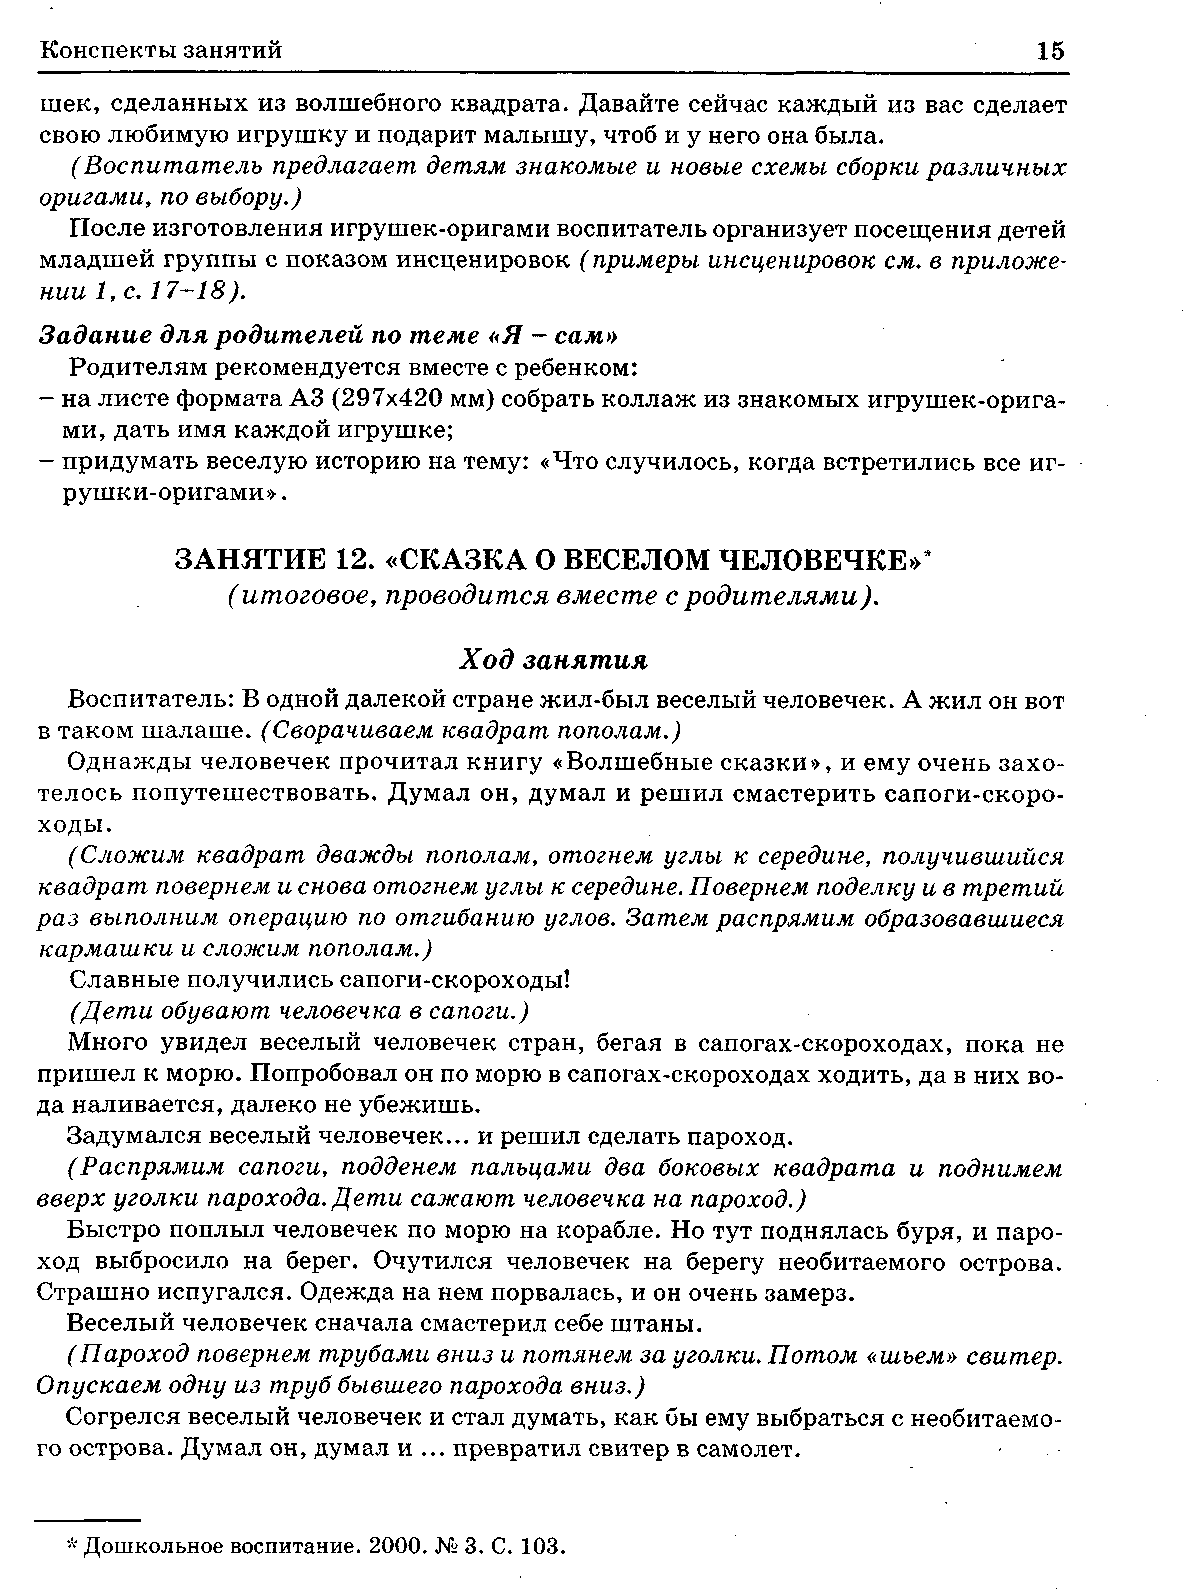 Конспекты занятий 15
шек, сделанных из волшебного квадрата. Давайте сейчас каждый из вас сделает
свою любимую игрушку и подарит малышу, чтоб и у него она была.
(Воспитатель предлагает детям знакомые и новые схемы сборки различных
оригами, по выбору.)
После изготовления игрушек-оригами воспитатель организует посещения детей
младшей группы с показом инсценировок (примеры инсценировок см. в приложе-
нии 1, с. 17–18).
Задание для родителей по теме «Я – сам»
Родителям рекомендуется вместе с ребенком:
– на листе формата А3 (297х420 мм) собрать коллаж из знакомых игрушек-орига-
ми, дать имя каждой игрушке;
– придумать веселую историю на тему: «Что случилось, когда встретились все иг-
рушки-оригами».
ЗАНЯТИЕ 12. «СКАЗКА О ВЕСЕЛОМ ЧЕЛОВЕЧКЕ»*
(итоговое, проводится вместе с родителями).
Ход занятия
Воспитатель: В одной далекой стране жил-был веселый человечек. А жил он вот
в таком шалаше. (Сворачиваем квадрат пополам.)
Однажды человечек прочитал книгу «Волшебные сказки», и ему очень захо-
телось попутешествовать. Думал он, думал и решил смастерить сапоги-скоро-
ходы.
(Сложим квадрат дважды пополам, отогнем углы к середине, получившийся
квадрат повернем и снова отогнем углы к середине. Повернем поделку и в третий
раз выполним операцию по отгибанию углов. Затем распрямим образовавшиеся
кармашки и сложим пополам.)
Славные получились сапоги-скороходы!
(Дети обувают человечка в сапоги.)
Много увидел веселый человечек стран, бегая в сапогах-скороходах, пока не
пришел к морю. Попробовал он по морю в сапогах-скороходах ходить, да в них во-
да наливается, далеко не убежишь.
Задумался веселый человечек... и решил сделать пароход.
(Распрямим сапоги, подденем пальцами два боковых квадрата и поднимем
вверх уголки парохода. Дети сажают человечка на пароход.)
Быстро поплыл человечек по морю на корабле. Но тут поднялась буря, и паро-
ход выбросило на берег. Очутился человечек на берегу необитаемого острова.
Страшно испугался. Одежда на нем порвалась, и он очень замерз.
Веселый человечек сначала смастерил себе штаны.
(Пароход повернем трубами вниз и потянем за уголки. Потом «шьем» свитер.
Опускаем одну из труб бывшего парохода вниз.)
Согрелся веселый человечек и стал думать, как бы ему выбраться с необитаемо-
го острова. Думал он, думал и ... превратил свитер в самолет.
* Дошкольное воспитание. 2000. № 3. С. 103.